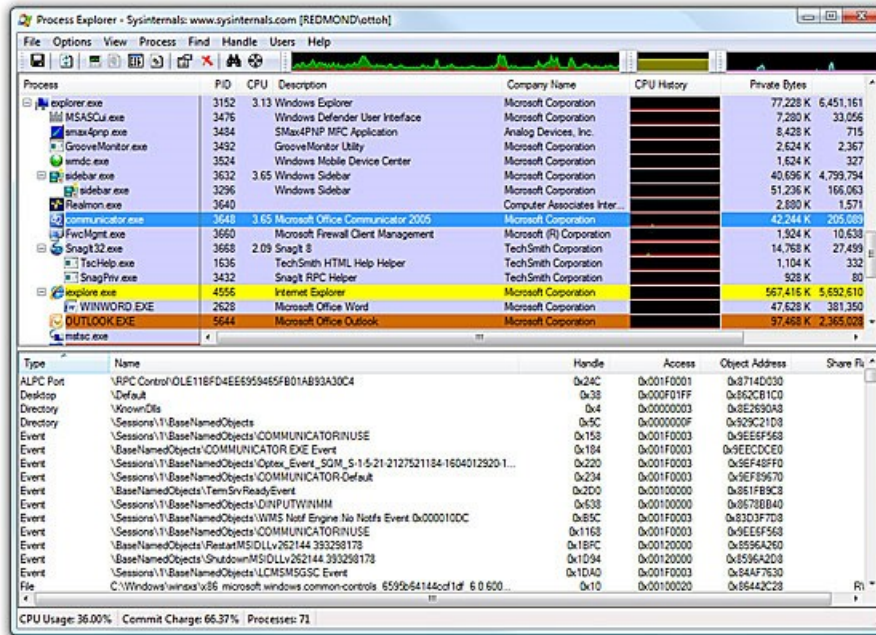 Process Explorer - Sysinternals: www.sysinternals.com [REDMOND\ottoh]
File Options View Process Find Handle Users Help
Process PID CPU Description Company Name CPU History Private Bytes
explorer.exe 3152 3.13 Windows Explorer Microsoft Corporation 77,228 K 6,451,161
MSASCui.exe 3476 Windows Defender User Interface Microsoft Corporation 7,280 K 33,056
smax4pnp.exe 3484 SMax4PNP MFC Application Analog Devices, Inc. 8,428 K 715
GrooveMonitor.exe 3492 GrooveMonitor Utility Microsoft Corporation 2,624 K 2,367
wmdc.exe 3524 Windows Mobile Device Center Microsoft Corporation 1,624 K 327
sidebar.exe 3632 3.65 Windows Sidebar Microsoft Corporation 40,696 K 4,799,794
sidebar.exe 3296 Windows Sidebar Microsoft Corporation 51,236 K 166,063
Realmon.exe 3640 Computer Associates Inter... 2,880 K 1,571
communicator.exe 3648 3.65 Microsoft Office Communicator 2005 Microsoft Corporation 42,244 K 205,089
FwcMgmt.exe 3660 Microsoft Firewall Client Management Microsoft (R) Corporation 1,924 K 10,638
SnagIt32.exe 3668 2.09 SnagIt 8 TechSmith Corporation 14,768 K 27,499
TscHelp.exe 1636 TechSmith HTML Help Helper TechSmith Corporation 1,104 K 332
SnagPriv.exe 3432 SnagIt RPC Helper TechSmith Corporation 928 K 80
iexplore.exe 4556 Internet Explorer Microsoft Corporation 567,416 K 5,692,610
WINWORD.EXE 2628 Microsoft Office Word Microsoft Corporation 47,628 K 381,350
OUTLOOK.EXE 5644 Microsoft Office Outlook Microsoft Corporation 97,468 K 2,365,028
mstsc.exe
Type Name Handle Access Object Address Share Fl
ALPC Port \RPC Control\OLE11BFD4EE6959465FB01AB93A30C4 0x24C 0x001F0001 0x8714D030
Desktop \Default 0x38 0x000F01FF 0x862CB1C0
Directory \KnownDlls 0x4 0x00000003 0x8E2690A8
Directory \Sessions\1\BaseNamedObjects 0x5C 0x0000000F 0x929C21D8
Event \Sessions\1\BaseNamedObjects\COMMUNICATORINUSE 0x158 0x001F0003 0x9EE6F568
Event \BaseNamedObjects\COMMUNICATOR.EXE Event 0x184 0x001F0003 0x9EECDCE0
Event \Sessions\1\BaseNamedObjects\Optex_Event_SQM_S-1-5-21-2127521184-1604012920-1... 0x220 0x001F0003 0x9EF48FF0
Event \Sessions\1\BaseNamedObjects\COMMUNICATOR-Default 0x234 0x001F0003 0x9EF89670
Event \BaseNamedObjects\TermSrvReadyEvent 0x2D0 0x00100000 0x861FB9C8
Event \Sessions\1\BaseNamedObjects\DINPUTWINMM 0x638 0x00100000 0x8678BB40
Event \Sessions\1\BaseNamedObjects\WMS Notif Engine No Notifs Event 0x000010DC 0xB5C 0x001F0003 0x83D3F7D8
Event \Sessions\1\BaseNamedObjects\COMMUNICATORINUSE 0x1168 0x001F0003 0x9EE6F568
Event \BaseNamedObjects\RestartMSIDLLv262144 393298178 0x1BFC 0x00120000 0x8596A260
Event \BaseNamedObjects\ShutdownMSIDLLv262144 393298178 0x1D94 0x00120000 0x8596A2D8
Event \Sessions\1\BaseNamedObjects\LCMSMSGSC Event 0x1DA0 0x001F0003 0x84AF7630
File C:\Windows\winsxs\x86_microsoft.windows.common-controls_6595b64144ccf1df_6.0.600... 0x10 0x00100020 0x86442C28
CPU Usage: 36.00% Commit Charge: 66.37% Processes: 71